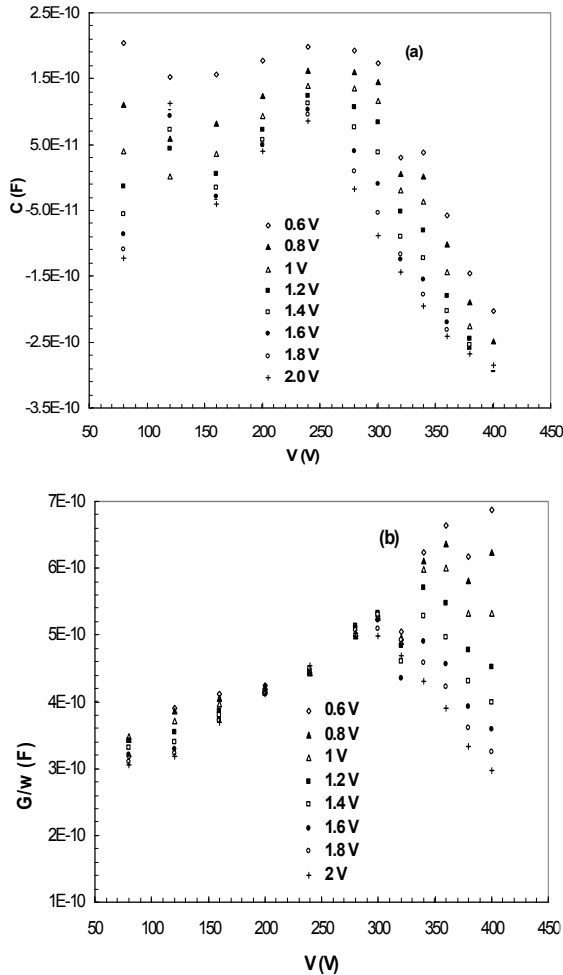 (a)
C (F)
1.5E-10
5.0E-11
-5.0E-11
-1.5E-10
-2.5E-10
-3.5E-10
0.6 V
0.8 V
1 V
1.2 V
1.4 V
1.6 V
1.8 V
2.0 V
50 100 150 200 250 300 350 400 450
V (V)
(b)
G/w (F)
7E-10
6E-10
5E-10
4E-10
3E-10
2E-10
1E-10
0.6 V
0.8 V
1 V
1.2 V
1.4 V
1.6 V
1.8 V
2 V
50 100 150 200 250 300 350 400 450
V (V)